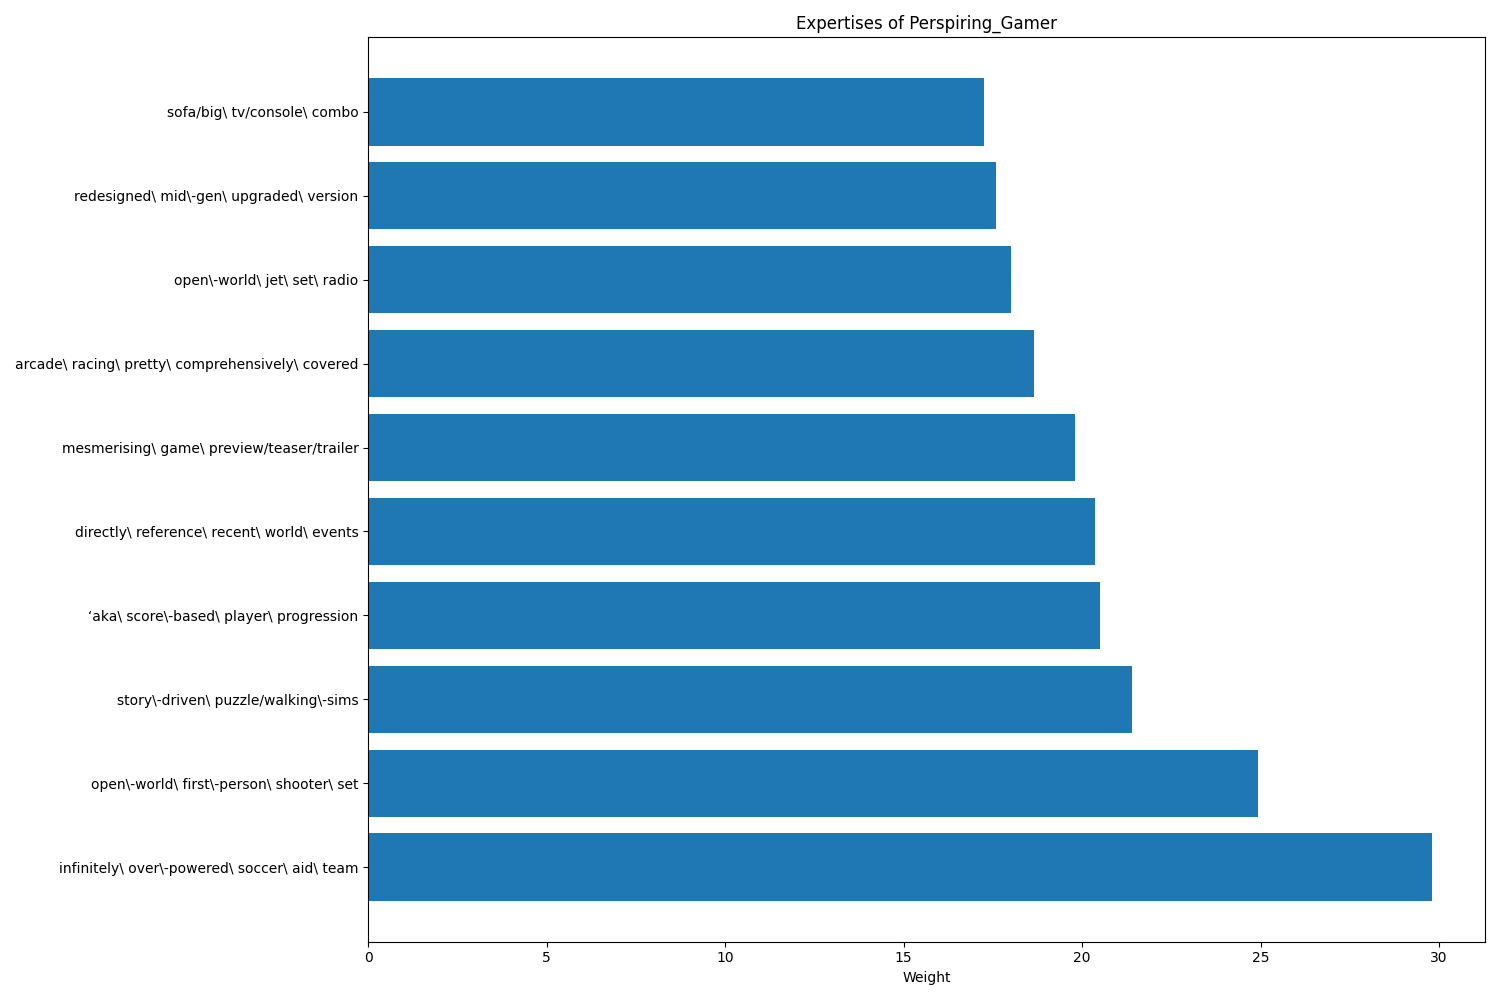 Expertises of Perspiring_Gamer
sofa/big\ tv/console\ combo
redesigned\ mid\-gen\ upgraded\ version
open\-world\ jet\ set\ radio
arcade\ racing\ pretty\ comprehensively\ covered
mesmerising\ game\ preview/teaser/trailer
directly\ reference\ recent\ world\ events
‘aka\ score\-based\ player\ progression
story\-driven\ puzzle/walking\-sims
open\-world\ first\-person\ shooter\ set
infinitely\ over\-powered\ soccer\ aid\ team
0 5 10 15 20 25 30
Weight